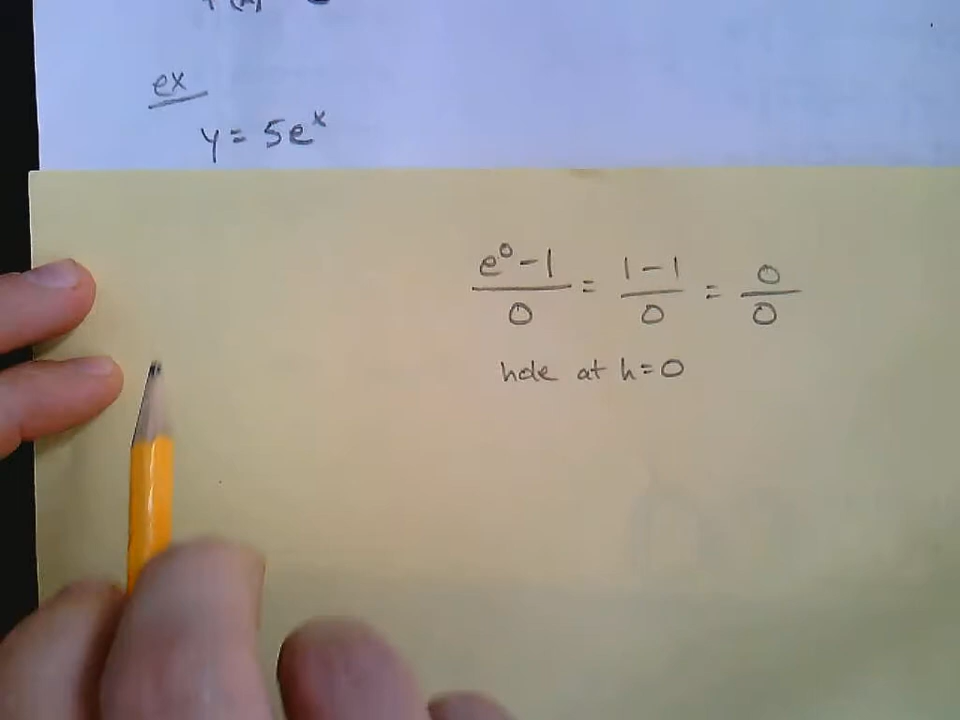 ex
y = 5e^x
(e^0 - 1)/0 = (1 - 1)/0 = 0/0
hole at h = 0